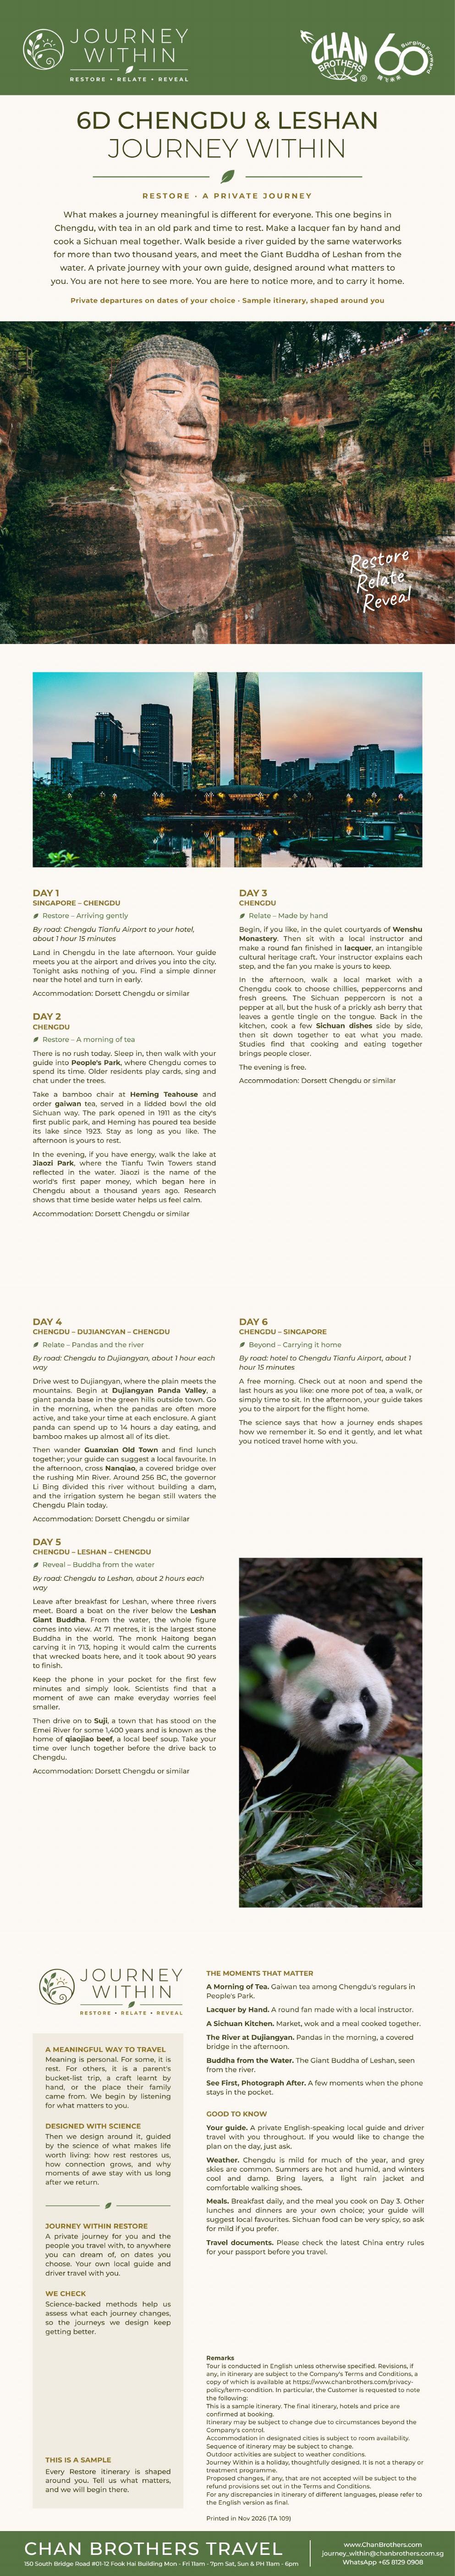 JOURNEY
WITHIN
RESTORE • RELATE • REVEAL
CHAN
BROTHERS
®
60
Surging Forward
6D CHENGDU & LESHAN
JOURNEY WITHIN
RESTORE · A PRIVATE JOURNEY
What makes a journey meaningful is different for everyone. This one begins in
Chengdu, with tea in an old park and time to rest. Make a lacquer fan by hand and
cook a Sichuan meal together. Walk beside a river guided by the same waterworks
for more than two thousand years, and meet the Giant Buddha of Leshan from the
water. A private journey with your own guide, designed around what matters to
you. You are not here to see more. You are here to notice more, and to carry it home.
Private departures on dates of your choice · Sample itinerary, shaped around you
Restore
Relate
Reveal
DAY 1
SINGAPORE – CHENGDU
Restore – Arriving gently
By road: Chengdu Tianfu Airport to your hotel,
about 1 hour 15 minutes
Land in Chengdu in the late afternoon. Your guide
meets you at the airport and drives you into the city.
Tonight asks nothing of you. Find a simple dinner
near the hotel and turn in early.
Accommodation: Dorsett Chengdu or similar
DAY 2
CHENGDU
Restore – A morning of tea
There is no rush today. Sleep in, then walk with your
guide into People's Park, where Chengdu comes to
spend its time. Older residents play cards, sing and
chat under the trees.
Take a bamboo chair at Heming Teahouse and
order gaiwan tea, served in a lidded bowl the old
Sichuan way. The park opened in 1911 as the city's
first public park, and Heming has poured tea beside
its lake since 1923. Stay as long as you like. The
afternoon is yours to rest.
In the evening, if you have energy, walk the lake at
Jiaozi Park, where the Tianfu Twin Towers stand
reflected in the water. Jiaozi is the name of the
world's first paper money, which began here in
Chengdu about a thousand years ago. Research
shows that time beside water helps us feel calm.
Accommodation: Dorsett Chengdu or similar
DAY 3
CHENGDU
Relate – Made by hand
Begin, if you like, in the quiet courtyards of Wenshu
Monastery. Then sit with a local instructor and
make a round fan finished in lacquer, an intangible
cultural heritage craft. Your instructor explains each
step, and the fan you make is yours to keep.
In the afternoon, walk a local market with a
Chengdu cook to choose chillies, peppercorns and
fresh greens. The Sichuan peppercorn is not a
pepper at all, but the husk of a prickly ash berry that
leaves a gentle tingle on the tongue. Back in the
kitchen, cook a few Sichuan dishes side by side,
then sit down together to eat what you made.
Studies find that cooking and eating together
brings people closer.
The evening is free.
Accommodation: Dorsett Chengdu or similar
DAY 4
CHENGDU – DUJIANGYAN – CHENGDU
Relate – Pandas and the river
By road: Chengdu to Dujiangyan, about 1 hour each
way
Drive west to Dujiangyan, where the plain meets the
mountains. Begin at Dujiangyan Panda Valley, a
giant panda base in the green hills outside town. Go
in the morning, when the pandas are often more
active, and take your time at each enclosure. A giant
panda can spend up to 14 hours a day eating, and
bamboo makes up almost all of its diet.
Then wander Guanxian Old Town and find lunch
together; your guide can suggest a local favourite. In
the afternoon, cross Nanqiao, a covered bridge over
the rushing Min River. Around 256 BC, the governor
Li Bing divided this river without building a dam,
and the irrigation system he began still waters the
Chengdu Plain today.
Accommodation: Dorsett Chengdu or similar
DAY 5
CHENGDU – LESHAN – CHENGDU
Reveal – Buddha from the water
By road: Chengdu to Leshan, about 2 hours each
way
Leave after breakfast for Leshan, where three rivers
meet. Board a boat on the river below the Leshan
Giant Buddha. From the water, the whole figure
comes into view. At 71 metres, it is the largest stone
Buddha in the world. The monk Haitong began
carving it in 713, hoping it would calm the currents
that wrecked boats here, and it took about 90 years
to finish.
Keep the phone in your pocket for the first few
minutes and simply look. Scientists find that a
moment of awe can make everyday worries feel
smaller.
Then drive on to Suji, a town that has stood on the
Emei River for some 1,400 years and is known as the
home of qiaojiao beef, a local beef soup. Take your
time over lunch together before the drive back to
Chengdu.
Accommodation: Dorsett Chengdu or similar
DAY 6
CHENGDU – SINGAPORE
Beyond – Carrying it home
By road: hotel to Chengdu Tianfu Airport, about 1
hour 15 minutes
A free morning. Check out at noon and spend the
last hours as you like: one more pot of tea, a walk, or
simply time to sit. In the afternoon, your guide takes
you to the airport for the flight home.
The science says that how a journey ends shapes
how we remember it. So end it gently, and let what
you noticed travel home with you.
JOURNEY
WITHIN
RESTORE • RELATE • REVEAL
A MEANINGFUL WAY TO TRAVEL
Meaning is personal. For some, it is
rest. For others, it is a parent's
bucket-list trip, a craft learnt by
hand, or the place their family
came from. We begin by listening
for what matters to you.
DESIGNED WITH SCIENCE
Then we design around it, guided
by the science of what makes life
worth living: how rest restores us,
how connection grows, and why
moments of awe stay with us long
after we return.
JOURNEY WITHIN RESTORE
A private journey for you and the
people you travel with, to anywhere
you can dream of, on dates you
choose. Your own local guide and
driver travel with you.
WE CHECK
Science-backed methods help us
assess what each journey changes,
so the journeys we design keep
getting better.
THIS IS A SAMPLE
Every Restore itinerary is shaped
around you. Tell us what matters,
and we will begin there.
THE MOMENTS THAT MATTER
A Morning of Tea. Gaiwan tea among Chengdu's regulars in
People's Park.
Lacquer by Hand. A round fan made with a local instructor.
A Sichuan Kitchen. Market, wok and a meal cooked together.
The River at Dujiangyan. Pandas in the morning, a covered
bridge in the afternoon.
Buddha from the Water. The Giant Buddha of Leshan, seen
from the river.
See First, Photograph After. A few moments when the phone
stays in the pocket.
GOOD TO KNOW
Your guide. A private English-speaking local guide and driver
travel with you throughout. If you would like to change the
plan on the day, just ask.
Weather. Chengdu is mild for much of the year, and grey
skies are common. Summers are hot and humid, and winters
cool and damp. Bring layers, a light rain jacket and
comfortable walking shoes.
Meals. Breakfast daily, and the meal you cook on Day 3. Other
lunches and dinners are your own choice; your guide will
suggest local favourites. Sichuan food can be very spicy, so ask
for mild if you prefer.
Travel documents. Please check the latest China entry rules
for your passport before you travel.
Remarks
Tour is conducted in English unless otherwise specified. Revisions, if
any, in itinerary are subject to the Company's Terms and Conditions, a
copy of which is available at https://www.chanbrothers.com/privacy-
policy/term-condition. In particular, the Customer is requested to note
the following:
This is a sample itinerary. The final itinerary, hotels and price are
confirmed at booking.
Itinerary may be subject to change due to circumstances beyond the
Company's control.
Accommodation in designated cities is subject to room availability.
Sequence of itinerary may be subject to change.
Outdoor activities are subject to weather conditions.
Journey Within is a holiday, thoughtfully designed. It is not a therapy or
treatment programme.
Proposed changes, if any, that are not accepted will be subject to the
refund provisions set out in the Terms and Conditions.
For any discrepancies in itinerary of different languages, please refer to
the English version as final.
Printed in Nov 2026 (TA 109)
CHAN BROTHERS TRAVEL
150 South Bridge Road #01-12 Fook Hai Building Mon - Fri 11am - 7pm Sat, Sun & PH 11am - 6pm
www.ChanBrothers.com
journey_within@chanbrothers.com.sg
WhatsApp +65 8129 0908